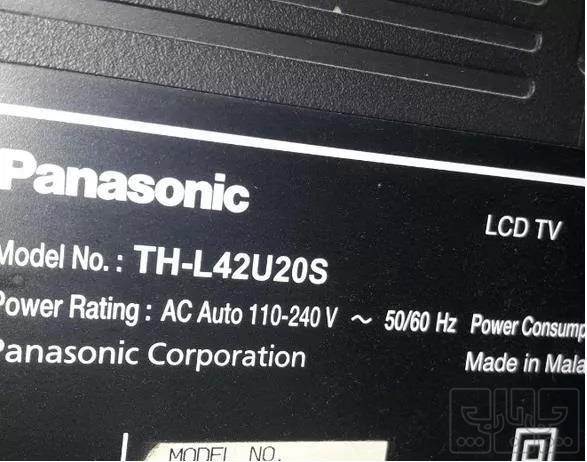 Panasonic
LCD TV
Model No. : TH-L42U20S
Power Rating : AC Auto 110-240 V ~ 50/60 Hz Power Consump
Panasonic Corporation
Made in Mala
MODEL NO.